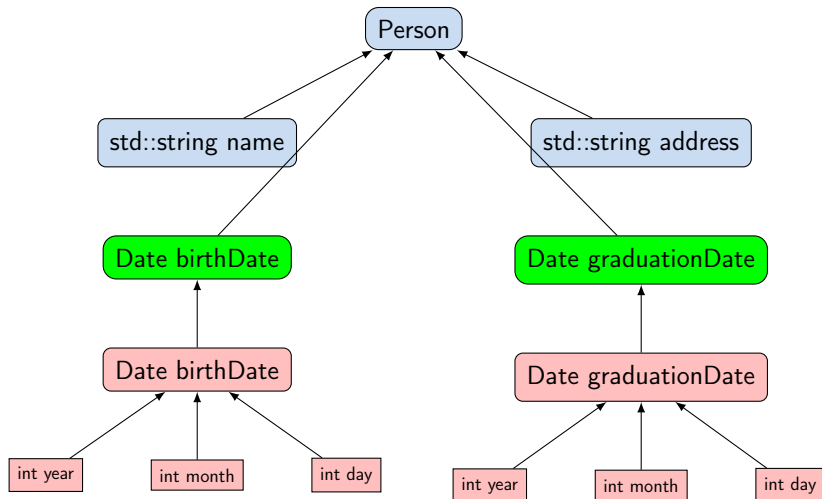 Person
std::string name
std::string address
Date birthDate
Date graduationDate
Date birthDate
Date graduationDate
int year
int month
int day
int year
int month
int day